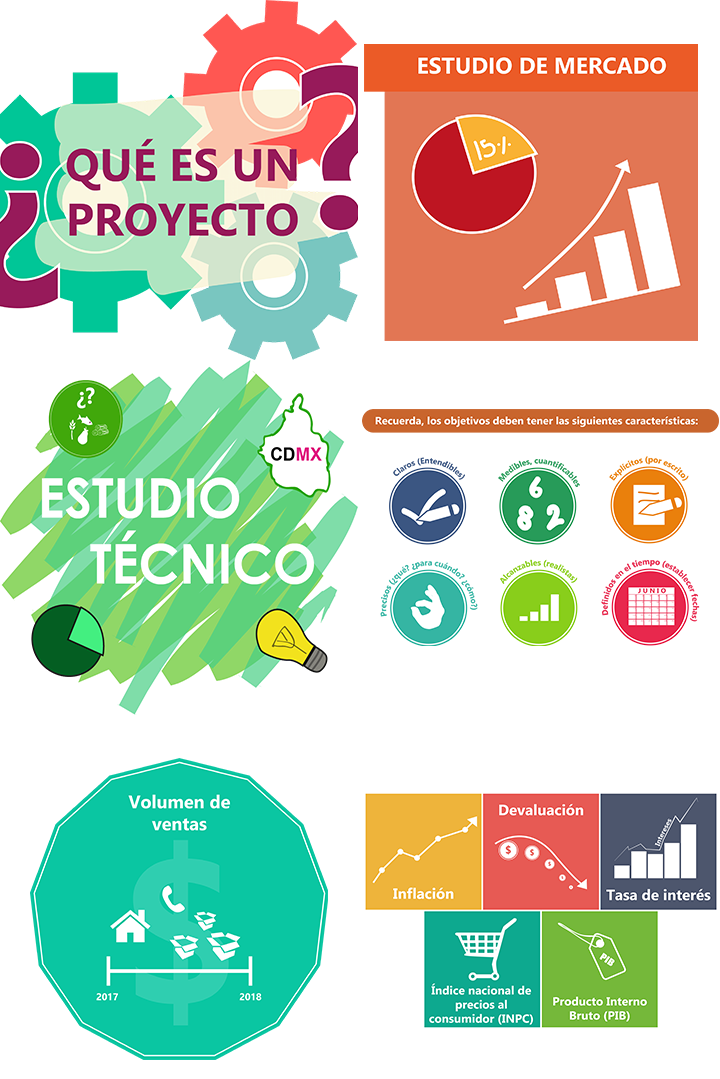 ¿QUÉ ES UN
PROYECTO?
ESTUDIO DE MERCADO
15%
¿?
CDMX
ESTUDIO
TÉCNICO
Recuerda, los objetivos deben tener las siguientes características:
Claros (Entendibles)
Medibles, cuantificables
6
8 2
Explícitos (por escrito)
Precisos (¿qué? ¿para cuándo? ¿cómo?)
Alcanzables (realistas)
Definidos en el tiempo (establecer fechas)
JUNIO
Volumen de
ventas
$
2017
2018
Inflación
Devaluación
$ $ $ $
Intereses
Tasa de interés
Índice nacional de
precios al
consumidor (INPC)
PIB
Producto Interno
Bruto (PIB)